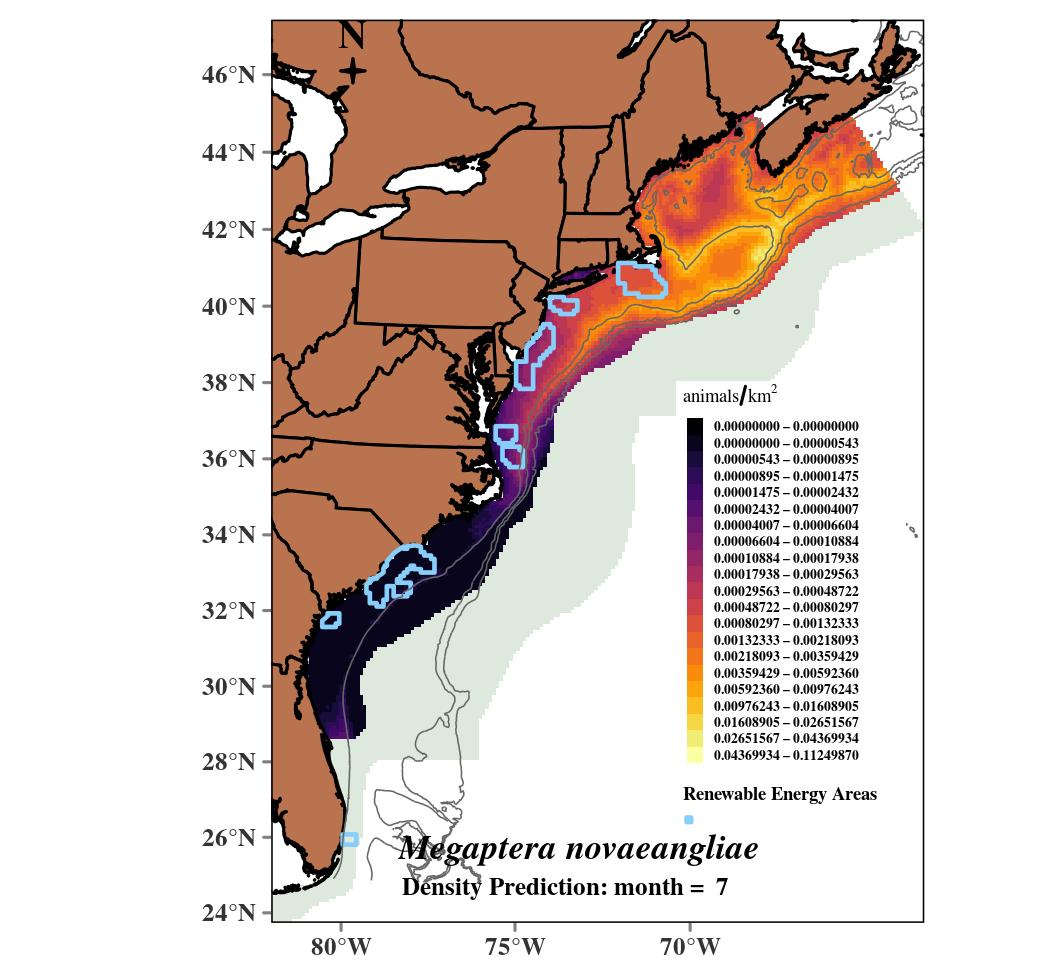 N
46°N
44°N
42°N
40°N
38°N
36°N
34°N
32°N
30°N
28°N
26°N
24°N
80°W 75°W 70°W
animals/km²
0.00000000 – 0.00000000
0.00000000 – 0.00000543
0.00000543 – 0.00000895
0.00000895 – 0.00001475
0.00001475 – 0.00002432
0.00002432 – 0.00004007
0.00004007 – 0.00006604
0.00006604 – 0.00010884
0.00010884 – 0.00017938
0.00017938 – 0.00029563
0.00029563 – 0.00048722
0.00048722 – 0.00080297
0.00080297 – 0.00132333
0.00132333 – 0.00218093
0.00218093 – 0.00359429
0.00359429 – 0.00592360
0.00592360 – 0.00976243
0.00976243 – 0.01608905
0.01608905 – 0.02651567
0.02651567 – 0.04369934
0.04369934 – 0.11249870
Renewable Energy Areas
Megaptera novaeangliae
Density Prediction: month = 7